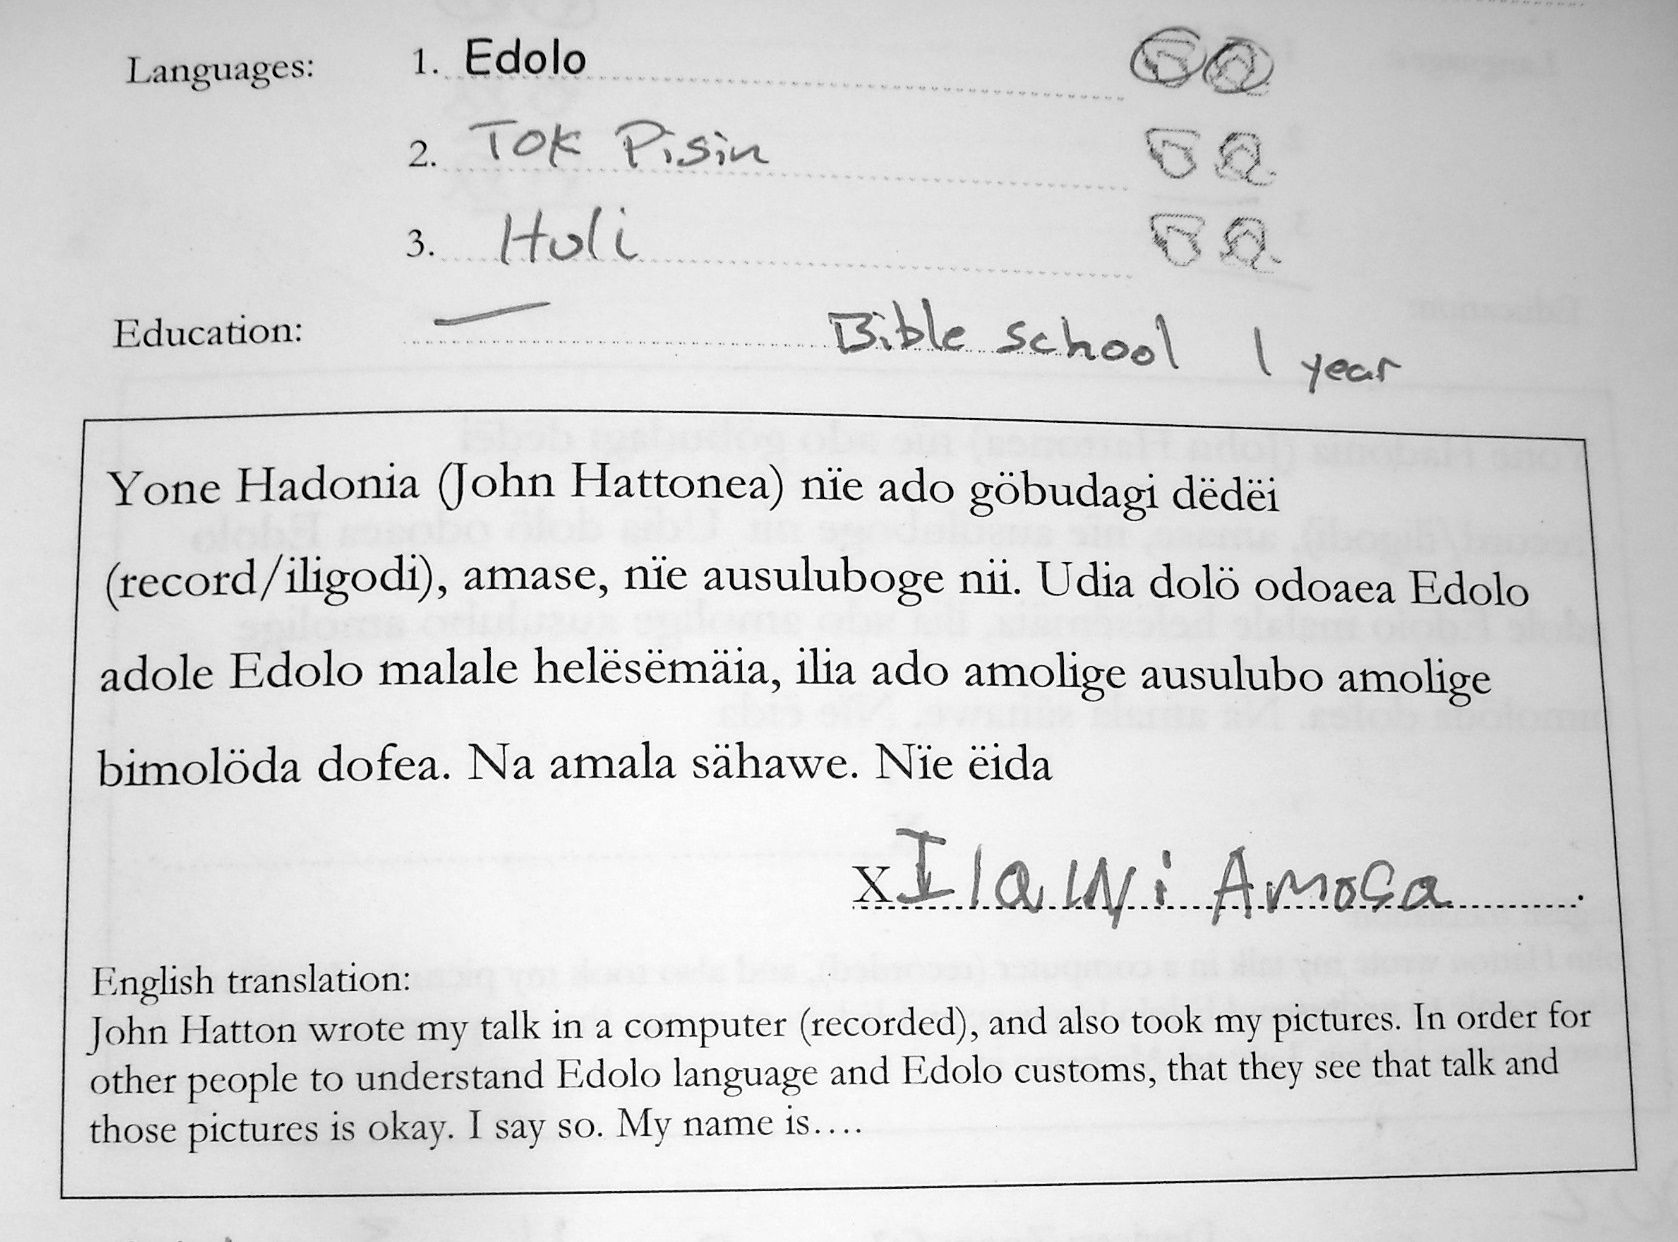 Languages: 1. Edolo
2. Tok Pisin
3. Huli
Education: — Bible school 1 year
Yone Hadonia (John Hattonea) nïe ado göbudagi dëdëi
(record/iligodi), amase, nïe ausuluboge nii. Udia dolö odoaea Edolo
adole Edolo malale helësëmäia, ilia ado amolige ausulubo amolige
bimolöda dofea. Na amala sähawe. Nïe ëida
X Ilawi Amosa
English translation:
John Hatton wrote my talk in a computer (recorded), and also took my pictures. In order for
other people to understand Edolo language and Edolo customs, that they see that talk and
those pictures is okay. I say so. My name is….